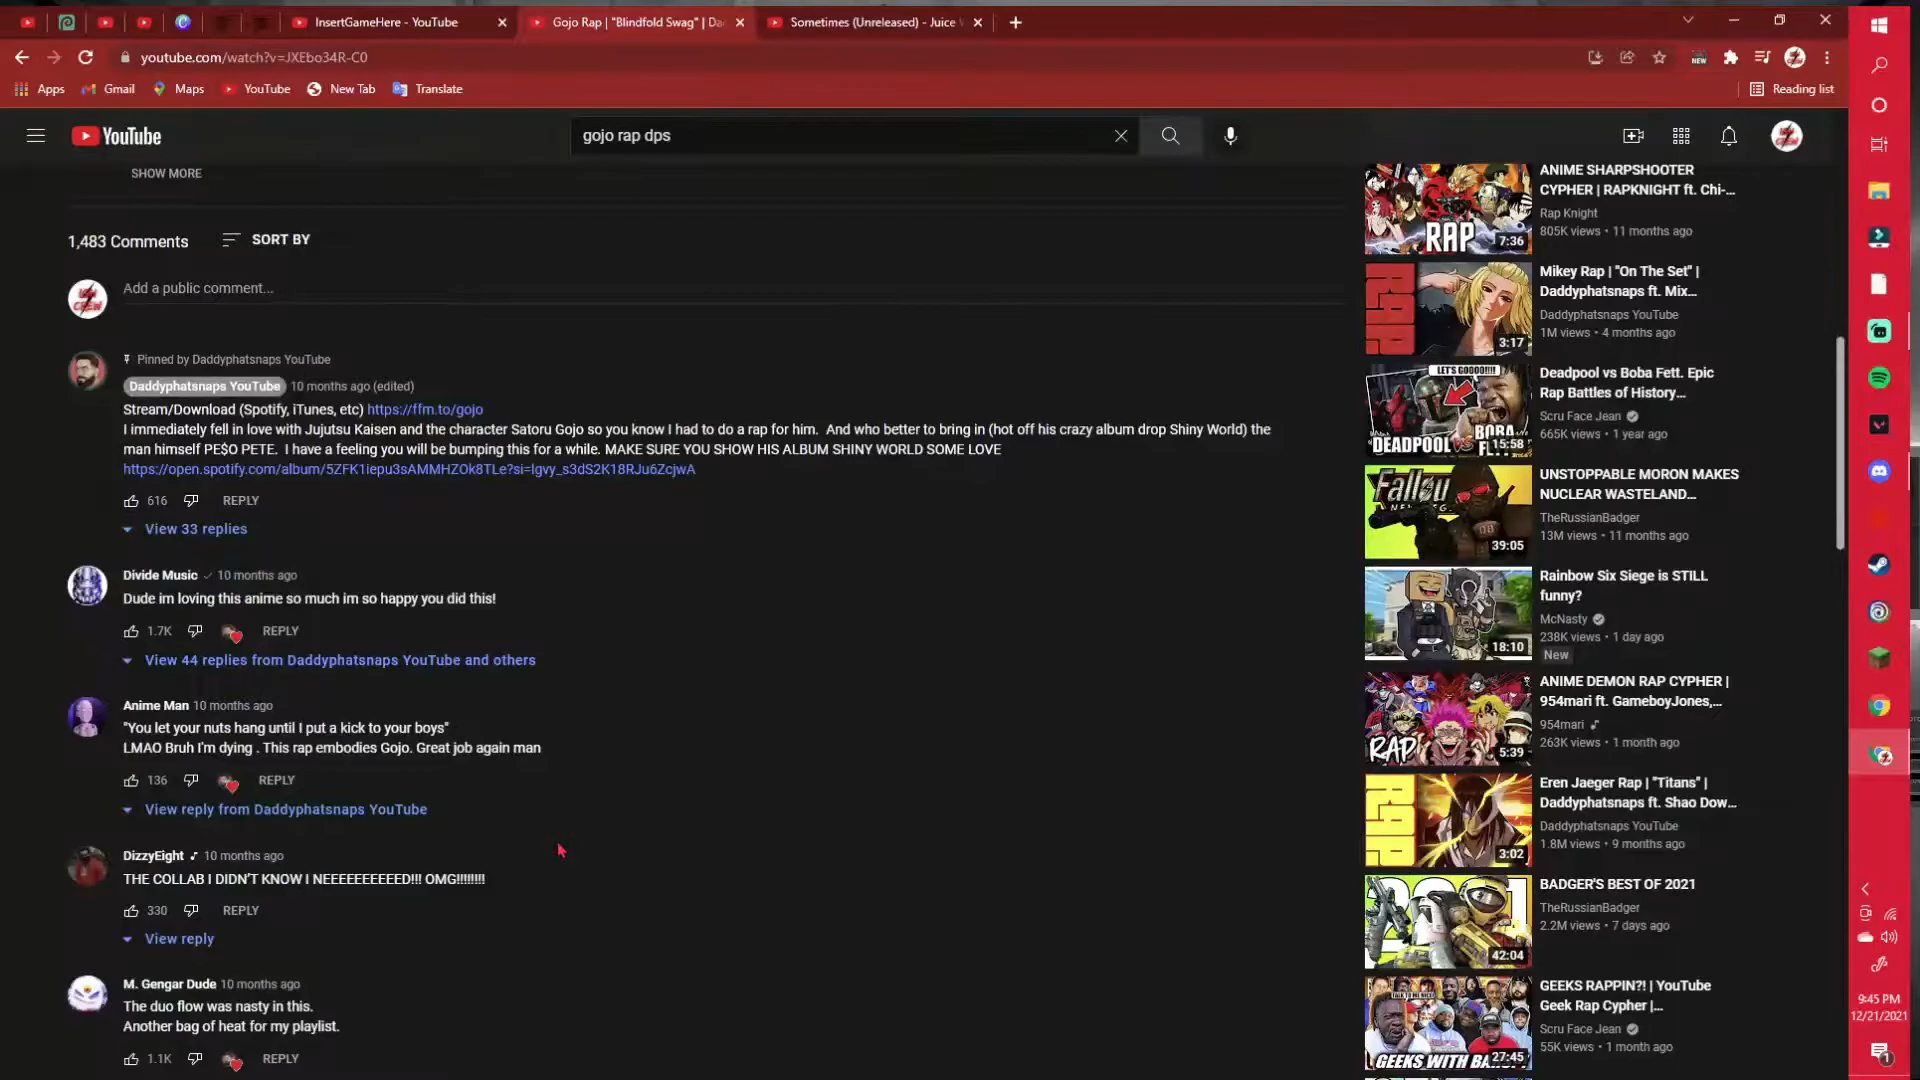 InsertGameHere - YouTube
Gojo Rap | "Blindfold Swag" | Da
Sometimes (Unreleased) - Juice
youtube.com/watch?v=JXEbo34R-C0
NEW
Apps
Gmail
Maps
YouTube
New Tab
Translate
Reading list
YouTube
gojo rap dps
SHOW MORE
1,483 Comments
SORT BY
Add a public comment...
Pinned by Daddyphatsnaps YouTube
Daddyphatsnaps YouTube 10 months ago (edited)
Stream/Download (Spotify, iTunes, etc) https://ffm.to/gojo
I immediately fell in love with Jujutsu Kaisen and the character Satoru Gojo so you know I had to do a rap for him. And who better to bring in (hot off his crazy album drop Shiny World) the
man himself PE$O PETE. I have a feeling you will be bumping this for a while. MAKE SURE YOU SHOW HIS ALBUM SHINY WORLD SOME LOVE
https://open.spotify.com/album/5ZFK1iepu3sAMMHZOk8TLe?si=lgvy_s3dS2K18RJu6ZcjwA
616 REPLY
View 33 replies
Divide Music 10 months ago
Dude im loving this anime so much im so happy you did this!
1.7K REPLY
View 44 replies from Daddyphatsnaps YouTube and others
Anime Man 10 months ago
"You let your nuts hang until I put a kick to your boys"
LMAO Bruh I'm dying . This rap embodies Gojo. Great job again man
136 REPLY
View reply from Daddyphatsnaps YouTube
DizzyEight 10 months ago
THE COLLAB I DIDN'T KNOW I NEEEEEEEEEED!!! OMG!!!!!!!!
330 REPLY
View reply
M. Gengar Dude 10 months ago
The duo flow was nasty in this.
Another bag of heat for my playlist.
1.1K REPLY
RAP
7:36
ANIME SHARPSHOOTER
CYPHER | RAPKNIGHT ft. Chi-...
Rap Knight
805K views • 11 months ago
RAP
3:17
Mikey Rap | "On The Set" |
Daddyphatsnaps ft. Mix...
Daddyphatsnaps YouTube
1M views • 4 months ago
LET'S GOOOO!!!!
DEADPOOL vs BOBA
15:58
Deadpool vs Boba Fett. Epic
Rap Battles of History...
Scru Face Jean
665K views • 1 year ago
Fallout
39:05
UNSTOPPABLE MORON MAKES
NUCLEAR WASTELAND...
TheRussianBadger
13M views • 11 months ago
18:10
Rainbow Six Siege is STILL
funny?
McNasty
238K views • 1 day ago
New
RAP
5:39
ANIME DEMON RAP CYPHER |
954mari ft. GameboyJones,...
954mari
263K views • 1 month ago
RAP
3:02
Eren Jaeger Rap | "Titans" |
Daddyphatsnaps ft. Shao Dow...
Daddyphatsnaps YouTube
1.8M views • 9 months ago
2021
42:04
BADGER'S BEST OF 2021
TheRussianBadger
2.2M views • 7 days ago
GEEKS WITH BA
27:45
GEEKS RAPPIN?! | YouTube
Geek Rap Cypher |...
Scru Face Jean
55K views • 1 month ago
9:45 PM
12/21/2021
1